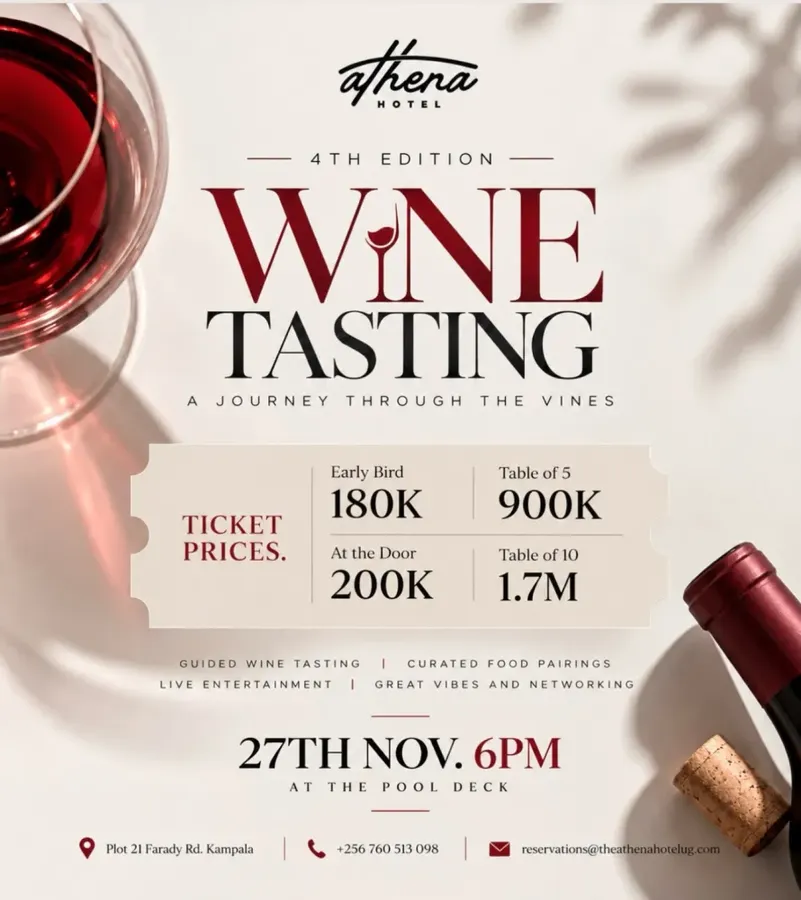 athena
HOTEL
4TH EDITION
WINE
TASTING
A JOURNEY THROUGH THE VINES
TICKET
PRICES.
Early Bird
180K
Table of 5
900K
At the Door
200K
Table of 10
1.7M
GUIDED WINE TASTING | CURATED FOOD PAIRINGS
LIVE ENTERTAINMENT | GREAT VIBES AND NETWORKING
27TH NOV. 6PM
AT THE POOL DECK
Plot 21 Farady Rd. Kampala | +256 760 513 098 | reservations@theathenahotelug.com